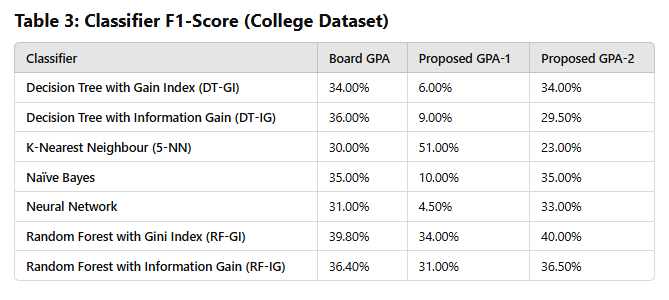 Table 3: Classifier F1-Score (College Dataset)
Classifier Board GPA Proposed GPA-1 Proposed GPA-2
Decision Tree with Gain Index (DT-GI) 34.00% 6.00% 34.00%
Decision Tree with Information Gain (DT-IG) 36.00% 9.00% 29.50%
K-Nearest Neighbour (5-NN) 30.00% 51.00% 23.00%
Naïve Bayes 35.00% 10.00% 35.00%
Neural Network 31.00% 4.50% 33.00%
Random Forest with Gini Index (RF-GI) 39.80% 34.00% 40.00%
Random Forest with Information Gain (RF-IG) 36.40% 31.00% 36.50%